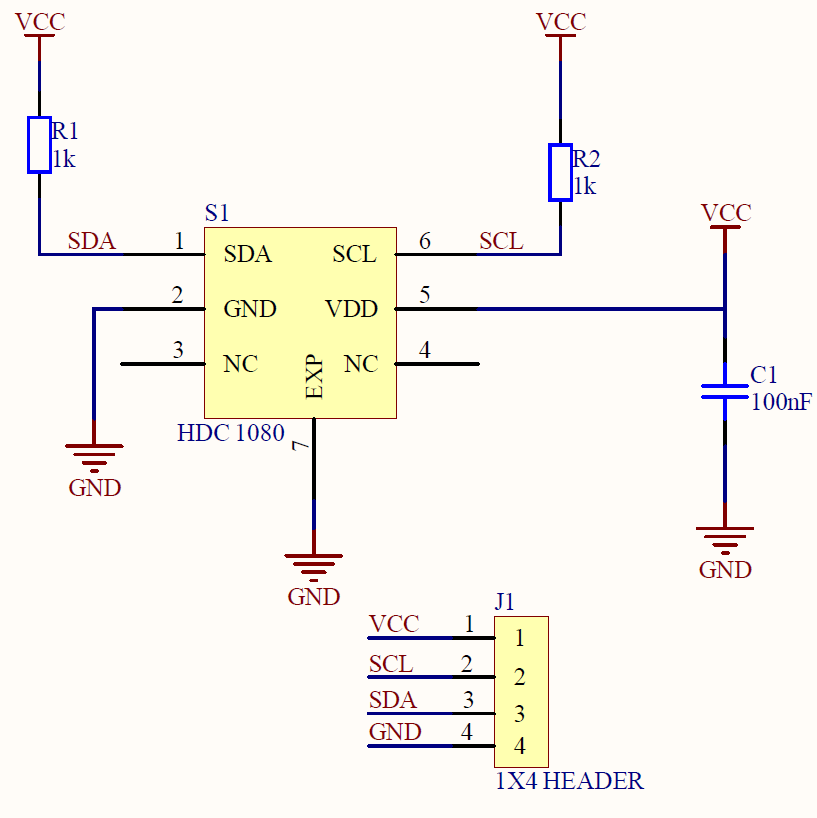 VCC
VCC
R1
1k
R2
1k
VCC
S1
SDA
1
SDA
SCL
6
SCL
2
GND
VDD
5
3
NC
EXP
NC
4
C1
100nF
HDC 1080
7
GND
GND
GND
J1
VCC 1 1
SCL 2 2
SDA 3 3
GND 4 4
1X4 HEADER